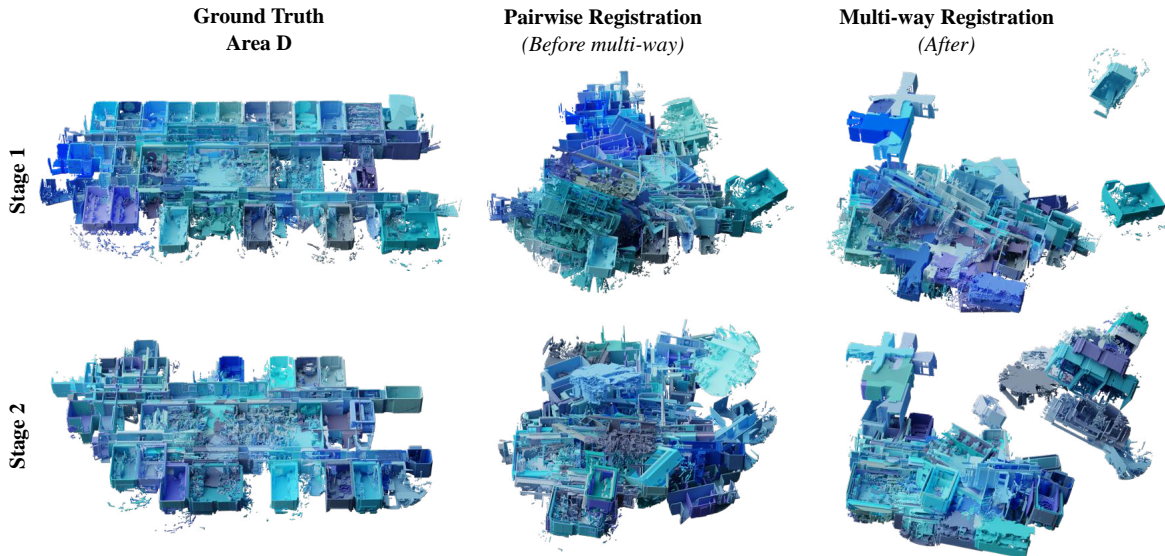 Ground Truth
Area D
Pairwise Registration
(Before multi-way)
Multi-way Registration
(After)
Stage 1
Stage 2